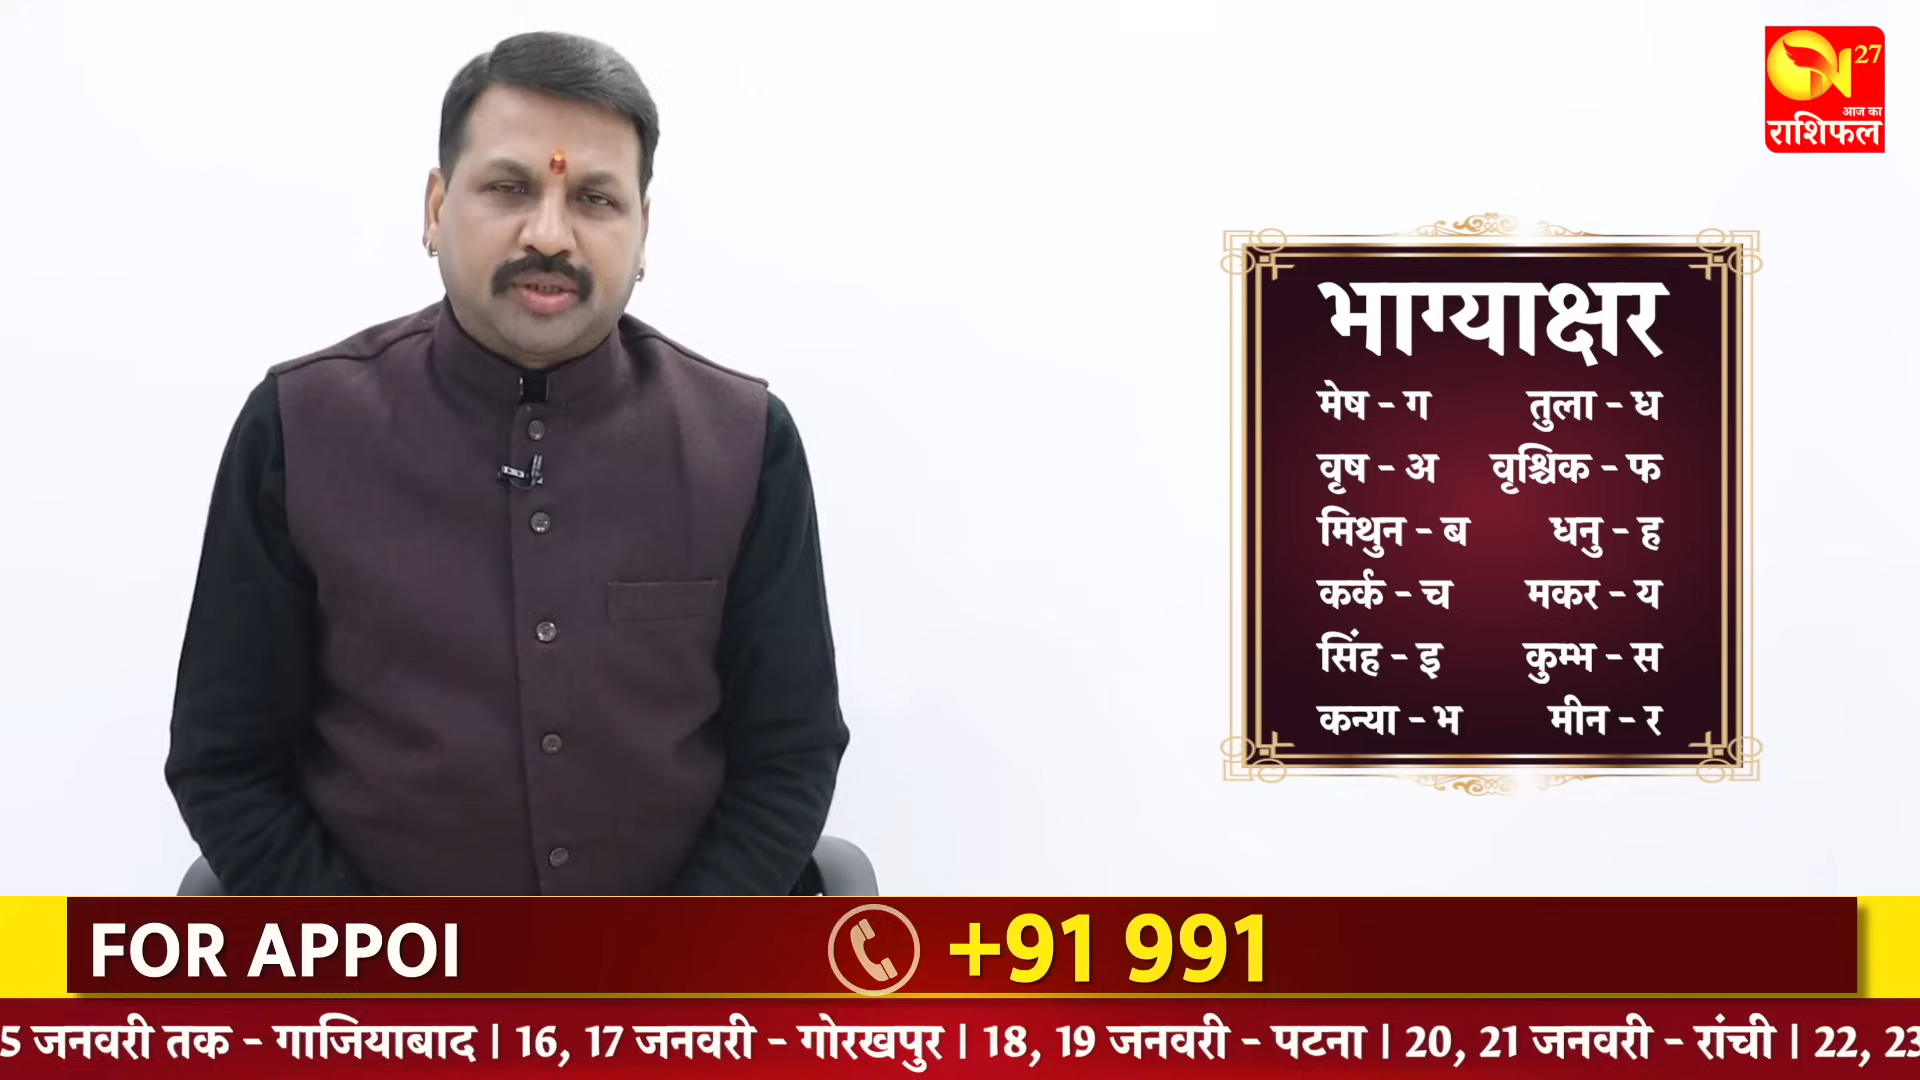 27
आज का
राशिफल
भाग्याक्षर
मेष - ग तुला - ध
वृष - अ वृश्चिक - फ
मिथुन - ब धनु - ह
कर्क - च मकर - य
सिंह - इ कुम्भ - स
कन्या - भ मीन - र
FOR APPOI +91 991
5 जनवरी तक - गाजियाबाद | 16, 17 जनवरी - गोरखपुर | 18, 19 जनवरी - पटना | 20, 21 जनवरी - रांची | 22, 23